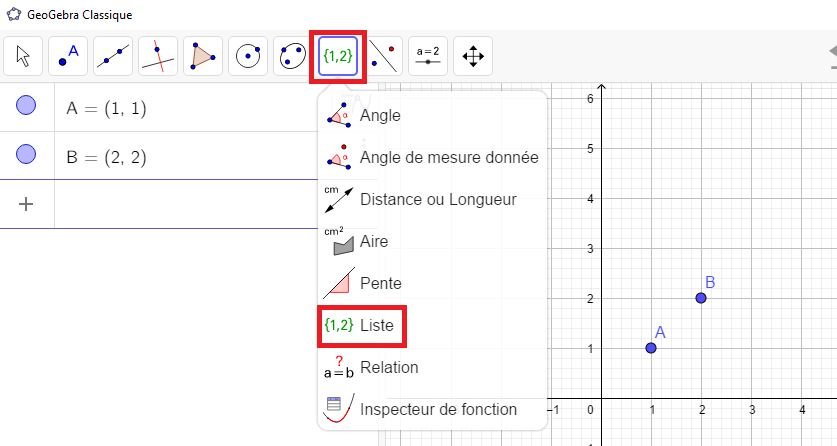 GeoGebra Classique
A
{1,2}
a=2
A = (1, 1)
B = (2, 2)
+
α Angle
α Angle de mesure donnée
cm Distance ou Longueur
cm² Aire
Pente
{1,2} Liste
? a=b Relation
Inspecteur de fonction
6
5
4
3
2
1
B
A
−1 0 1 2 3 4